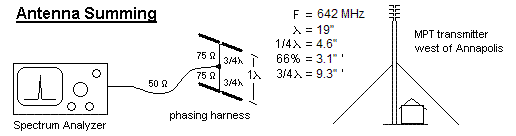 Antenna Summing
F = 642 MHz
λ = 19"
1/4λ = 4.6"
66% = 3.1" '
3/4λ = 9.3" '
MPT transmitter
west of Annapolis
75 Ω
3/4λ
75 Ω
3/4λ
1λ
50 Ω
phasing harness
Spectrum Analyzer